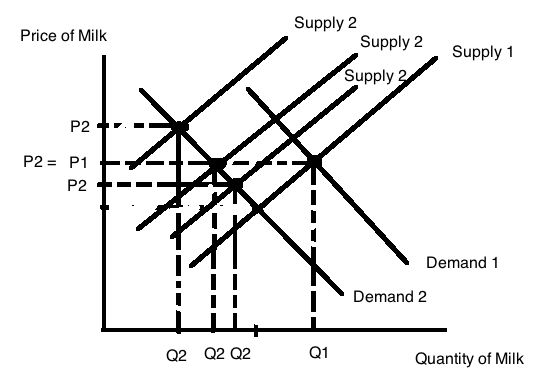 Supply 2
Price of Milk
Supply 2
Supply 1
Supply 2
P2
P2 = P1
P2
Demand 1
Demand 2
Q2 Q2 Q2 Q1
Quantity of Milk